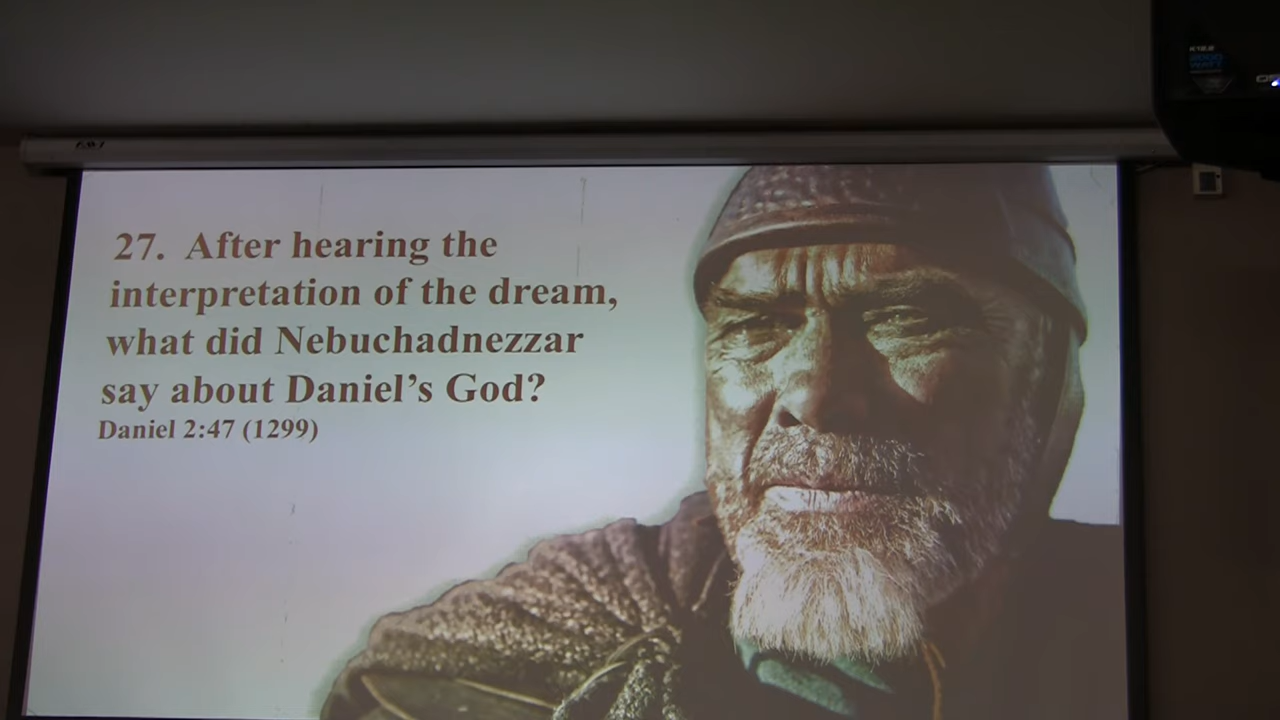 27. After hearing the
interpretation of the dream,
what did Nebuchadnezzar
say about Daniel's God?
Daniel 2:47 (1299)